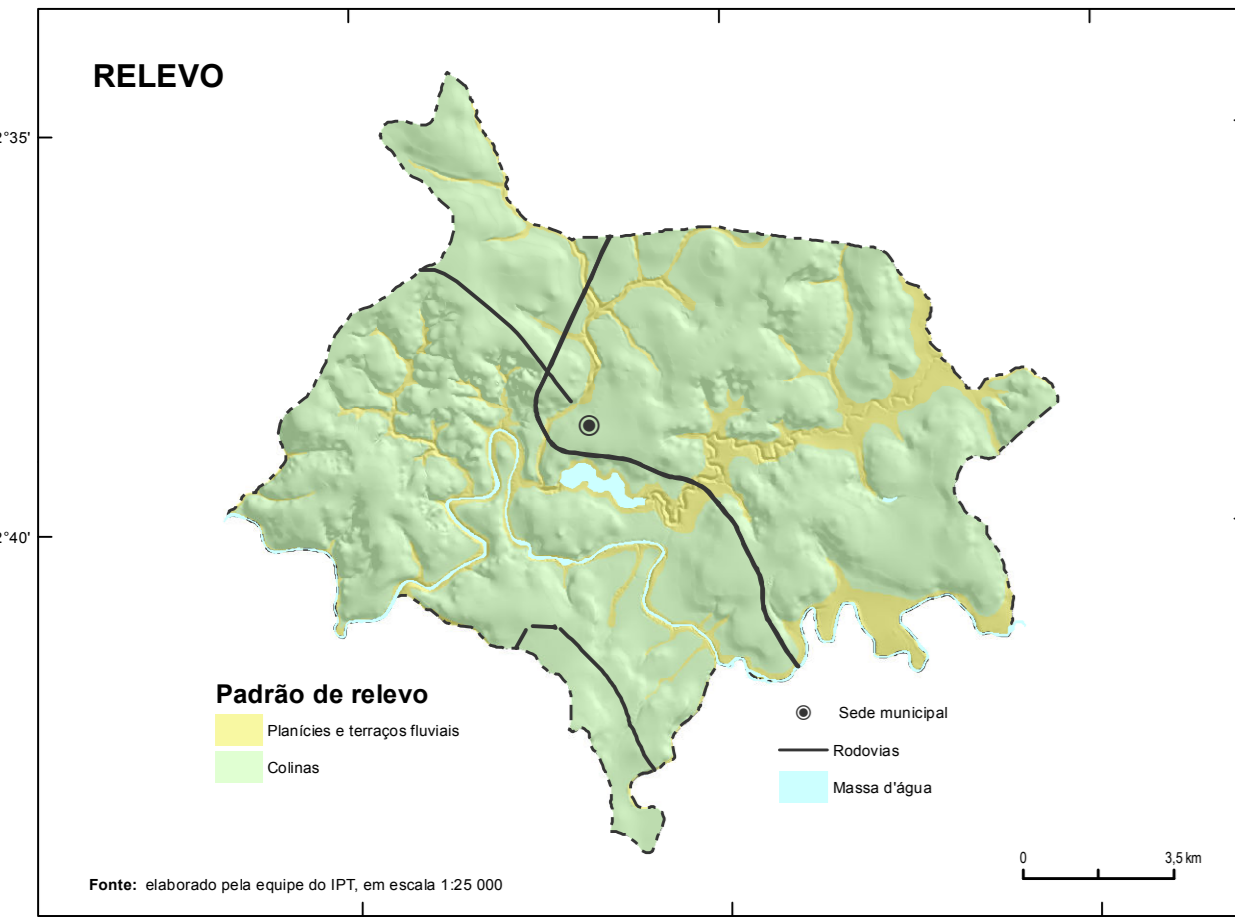 RELEVO
2°35'
2°40'
Padrão de relevo
Planícies e terraços fluviais
Colinas
Sede municipal
Rodovias
Massa d'água
0 3,5 km
Fonte: elaborado pela equipe do IPT, em escala 1:25 000